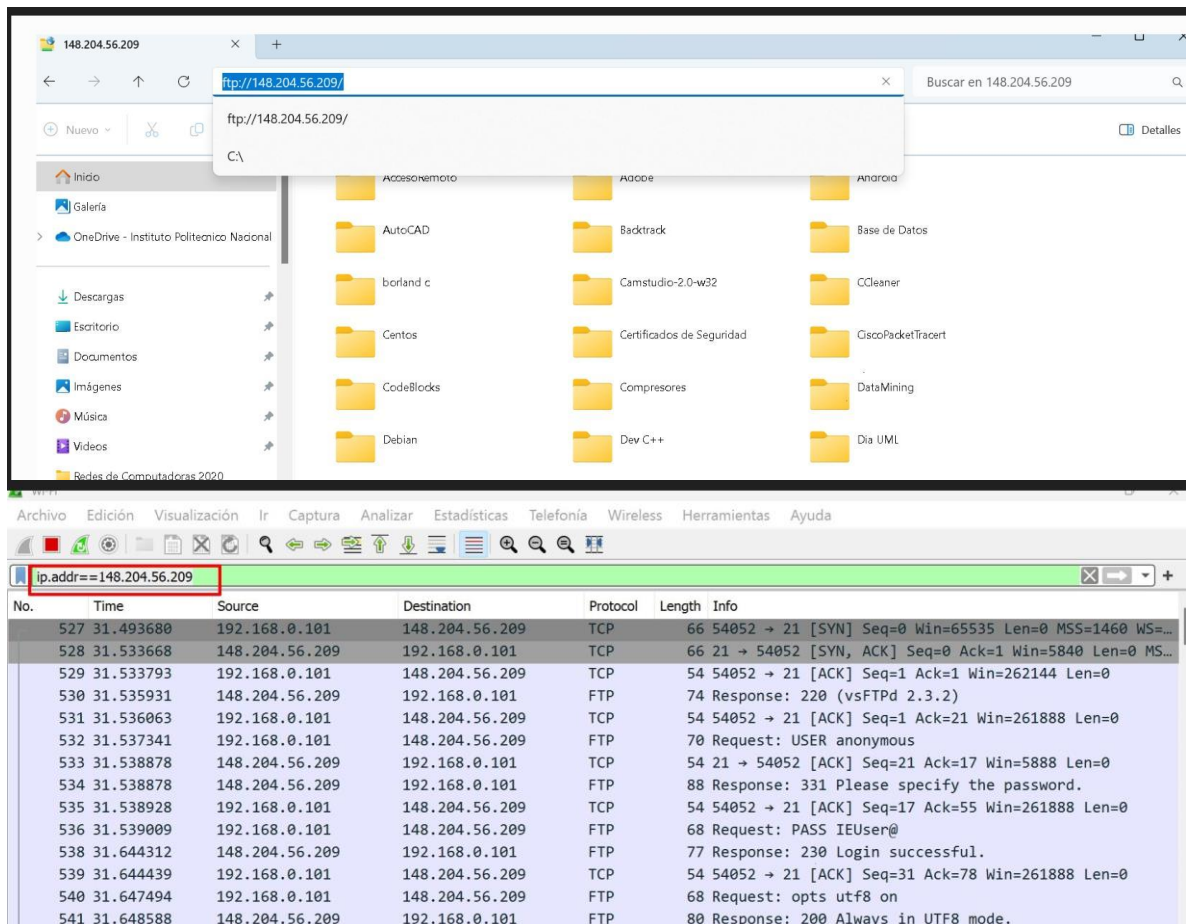 148.204.56.209
ftp://148.204.56.209/
Buscar en 148.204.56.209
Nuevo
ftp://148.204.56.209/
C:\
Detalles
Inicio
Galería
OneDrive - Instituto Politecnico Nacional
Descargas
Escritorio
Documentos
Imágenes
Música
Videos
Redes de Computadoras 2020
AccesoRemoto Adobe Android
AutoCAD Backtrack Base de Datos
borland c Camstudio-2.0-w32 CCleaner
Centos Certificados de Seguridad CiscoPacketTracert
CodeBlocks Compresores DataMining
Debian Dev C++ Dia UML
Archivo Edición Visualización Ir Captura Analizar Estadísticas Telefonía Wireless Herramientas Ayuda
ip.addr==148.204.56.209
No. Time Source Destination Protocol Length Info
527 31.493680 192.168.0.101 148.204.56.209 TCP 66 54052 → 21 [SYN] Seq=0 Win=65535 Len=0 MSS=1460 WS=…
528 31.533668 148.204.56.209 192.168.0.101 TCP 66 21 → 54052 [SYN, ACK] Seq=0 Ack=1 Win=5840 Len=0 MS…
529 31.533793 192.168.0.101 148.204.56.209 TCP 54 54052 → 21 [ACK] Seq=1 Ack=1 Win=262144 Len=0
530 31.535931 148.204.56.209 192.168.0.101 FTP 74 Response: 220 (vsFTPd 2.3.2)
531 31.536063 192.168.0.101 148.204.56.209 TCP 54 54052 → 21 [ACK] Seq=1 Ack=21 Win=261888 Len=0
532 31.537341 192.168.0.101 148.204.56.209 FTP 70 Request: USER anonymous
533 31.538878 148.204.56.209 192.168.0.101 TCP 54 21 → 54052 [ACK] Seq=21 Ack=17 Win=5888 Len=0
534 31.538878 148.204.56.209 192.168.0.101 FTP 88 Response: 331 Please specify the password.
535 31.538928 192.168.0.101 148.204.56.209 TCP 54 54052 → 21 [ACK] Seq=17 Ack=55 Win=261888 Len=0
536 31.539009 192.168.0.101 148.204.56.209 FTP 68 Request: PASS IEUser@
538 31.644312 148.204.56.209 192.168.0.101 FTP 77 Response: 230 Login successful.
539 31.644439 192.168.0.101 148.204.56.209 TCP 54 54052 → 21 [ACK] Seq=31 Ack=78 Win=261888 Len=0
540 31.647494 192.168.0.101 148.204.56.209 FTP 68 Request: opts utf8 on
541 31.648588 148.204.56.209 192.168.0.101 FTP 80 Response: 200 Always in UTF8 mode.